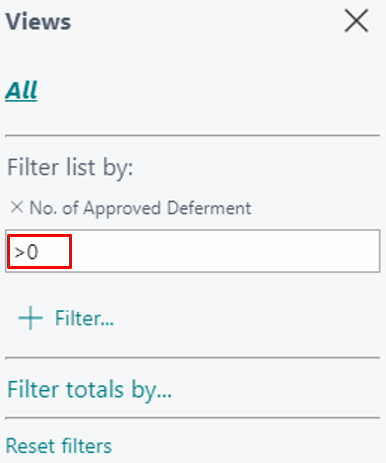 Views
All
Filter list by:
× No. of Approved Deferment
>0
+ Filter...
Filter totals by...
Reset filters